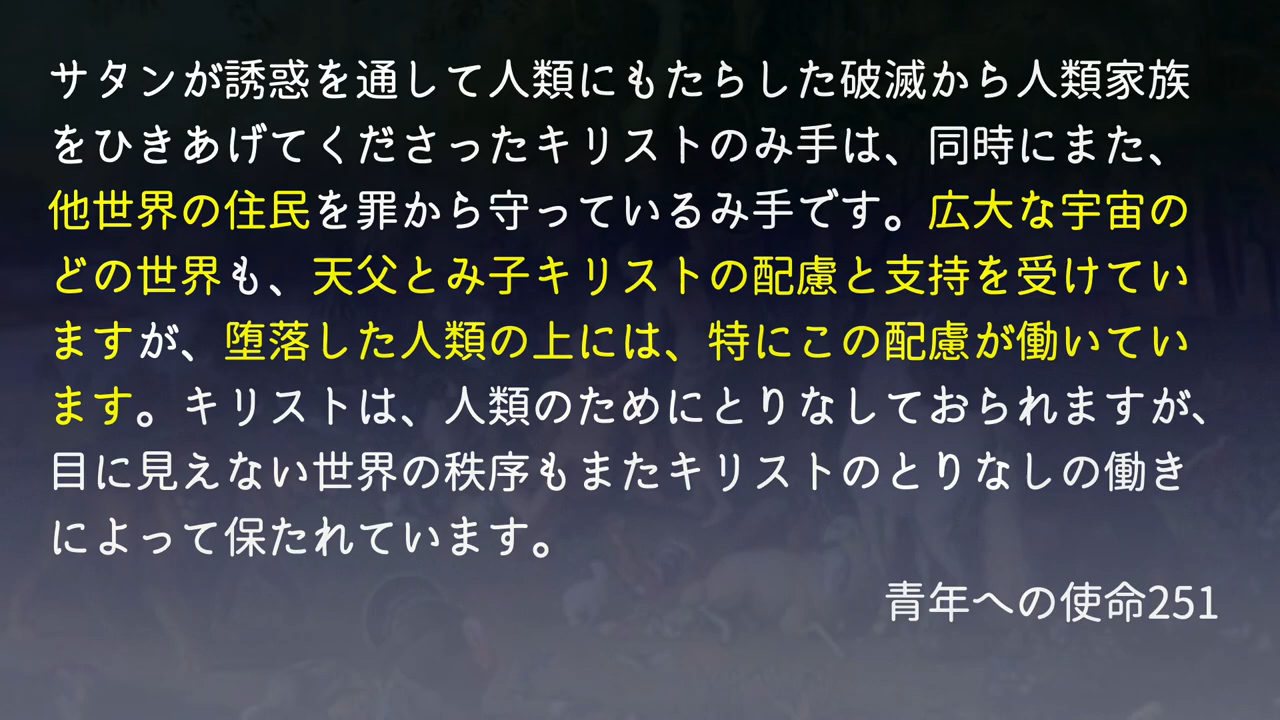 サタンが誘惑を通して人類にもたらした破滅から人類家族
をひきあげてくださったキリストのみ手は、同時にまた、
他世界の住民を罪から守っているみ手です。広大な宇宙の
どの世界も、天父とみ子キリストの配慮と支持を受けてい
ますが、堕落した人類の上には、特にこの配慮が働いてい
ます。キリストは、人類のためにとりなしておられますが、
目に見えない世界の秩序もまたキリストのとりなしの働き
によって保たれています。
青年への使命251